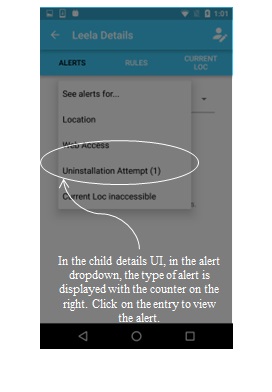 1:01
Leela Details
ALERTS RULES CURRENT
LOC
See alerts for...
Location
Web Access
Uninstallation Attempt (1)
Current Loc inaccessible
In the child details UI, in the alert
dropdown, the type of alert is
displayed with the counter on the
right. Click on the entry to view
the alert.